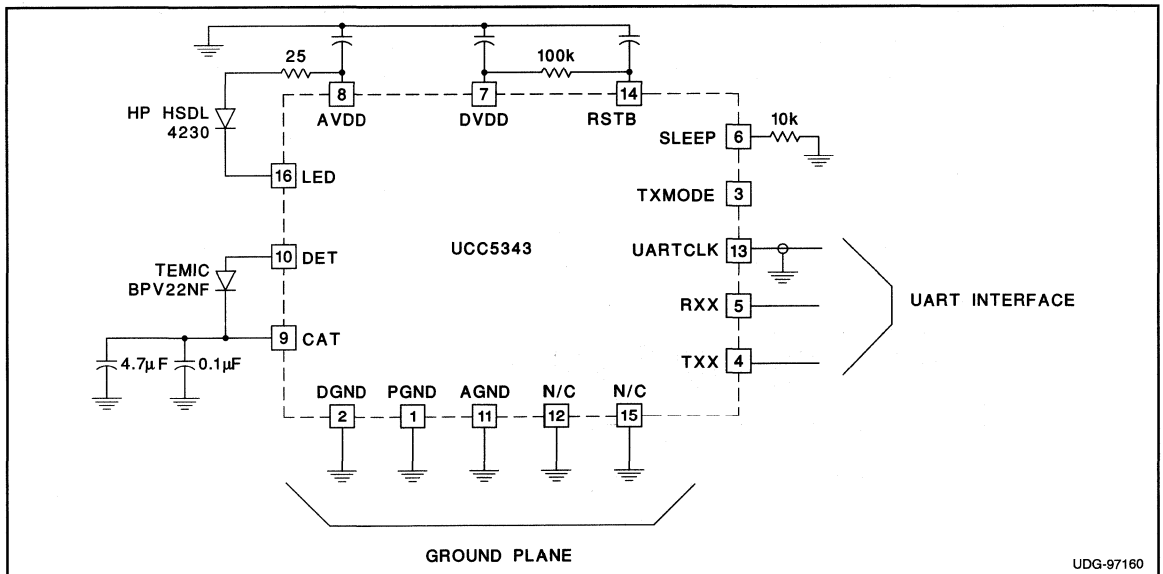 25
100k
8
7
14
AVDD
DVDD
RSTB
HP HSDL
4230
10k
SLEEP
6
16
LED
TXMODE
3
UCC5343
UARTCLK
13
10
DET
TEMIC
BPV22NF
RXX
5
UART INTERFACE
9
CAT
4.7µF
0.1µF
TXX
4
DGND
PGND
AGND
N/C
N/C
2
1
11
12
15
GROUND PLANE
UDG-97160